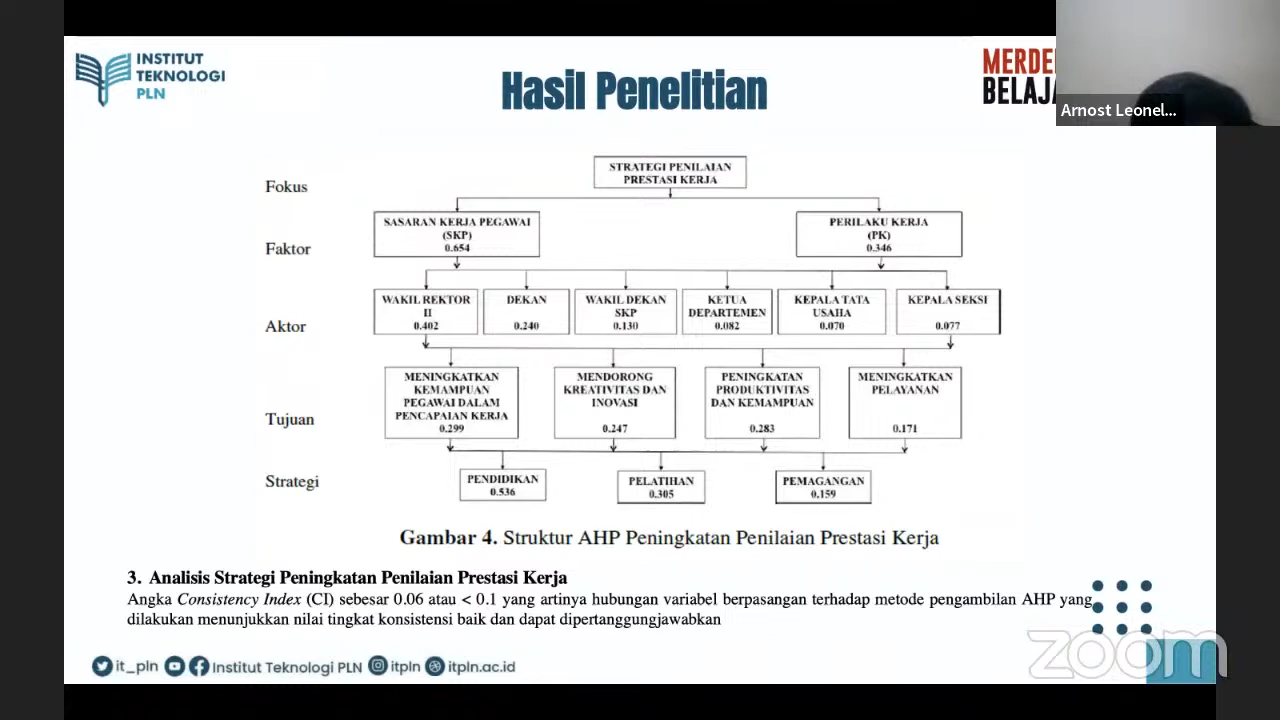 INSTITUT
TEKNOLOGI
PLN
Hasil Penelitian
MERDE
BELAJA
Arnost Leonel...
Fokus
STRATEGI PENILAIAN
PRESTASI KERJA
Faktor
SASARAN KERJA PEGAWAI
(SKP)
0.654
PERILAKU KERJA
(PK)
0.346
Aktor
WAKIL REKTOR
II
0.402
DEKAN
0.240
WAKIL DEKAN
SKP
0.130
KETUA
DEPARTEMEN
0.082
KEPALA TATA
USAHA
0.070
KEPALA SEKSI
0.077
Tujuan
MENINGKATKAN
KEMAMPUAN
PEGAWAI DALAM
PENCAPAIAN KERJA
0.299
MENDORONG
KREATIVITAS DAN
INOVASI
0.247
PENINGKATAN
PRODUKTIVITAS
DAN KEMAMPUAN
0.283
MENINGKATKAN
PELAYANAN
0.171
Strategi
PENDIDIKAN
0.536
PELATIHAN
0.305
PEMAGANGAN
0.159
Gambar 4. Struktur AHP Peningkatan Penilaian Prestasi Kerja
3. Analisis Strategi Peningkatan Penilaian Prestasi Kerja
Angka Consistency Index (CI) sebesar 0.06 atau < 0.1 yang artinya hubungan variabel berpasangan terhadap metode pengambilan AHP yang
dilakukan menunjukkan nilai tingkat konsistensi baik dan dapat dipertanggungjawabkan
it_pln Institut Teknologi PLN itpln itpln.ac.id
zoom